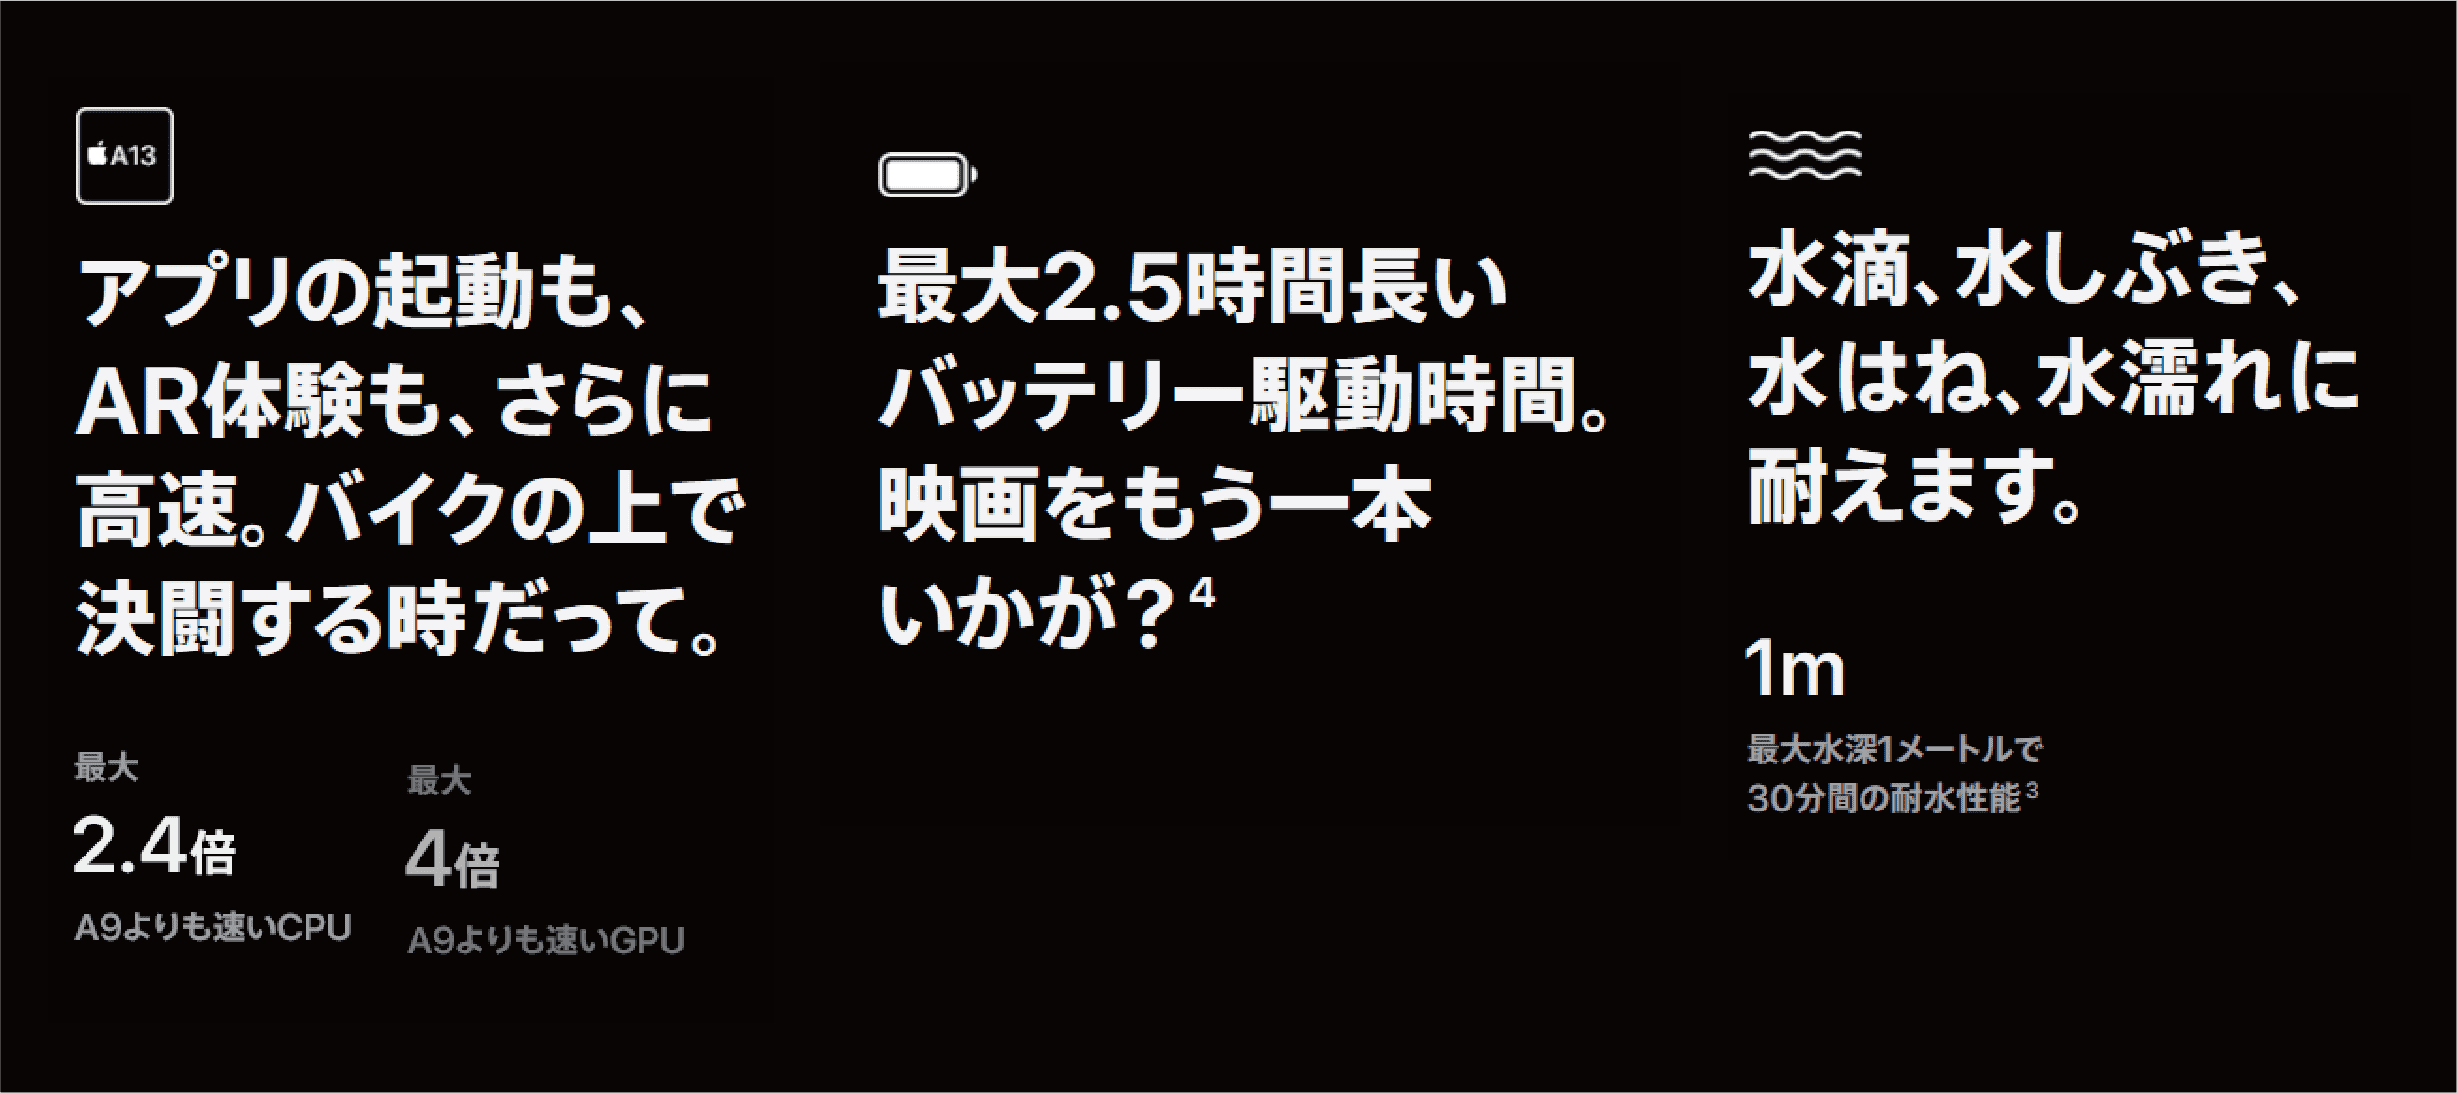 A13
アプリの起動も、
AR体験も、さらに
高速。バイクの上で
決闘する時だって。
最大
2.4倍
A9よりも速いCPU
最大
4倍
A9よりも速いGPU
最大2.5時間長い
バッテリー駆動時間。
映画をもう一本
いかが？4
水滴、水しぶき、
水はね、水濡れに
耐えます。
1m
最大水深1メートルで
30分間の耐水性能3